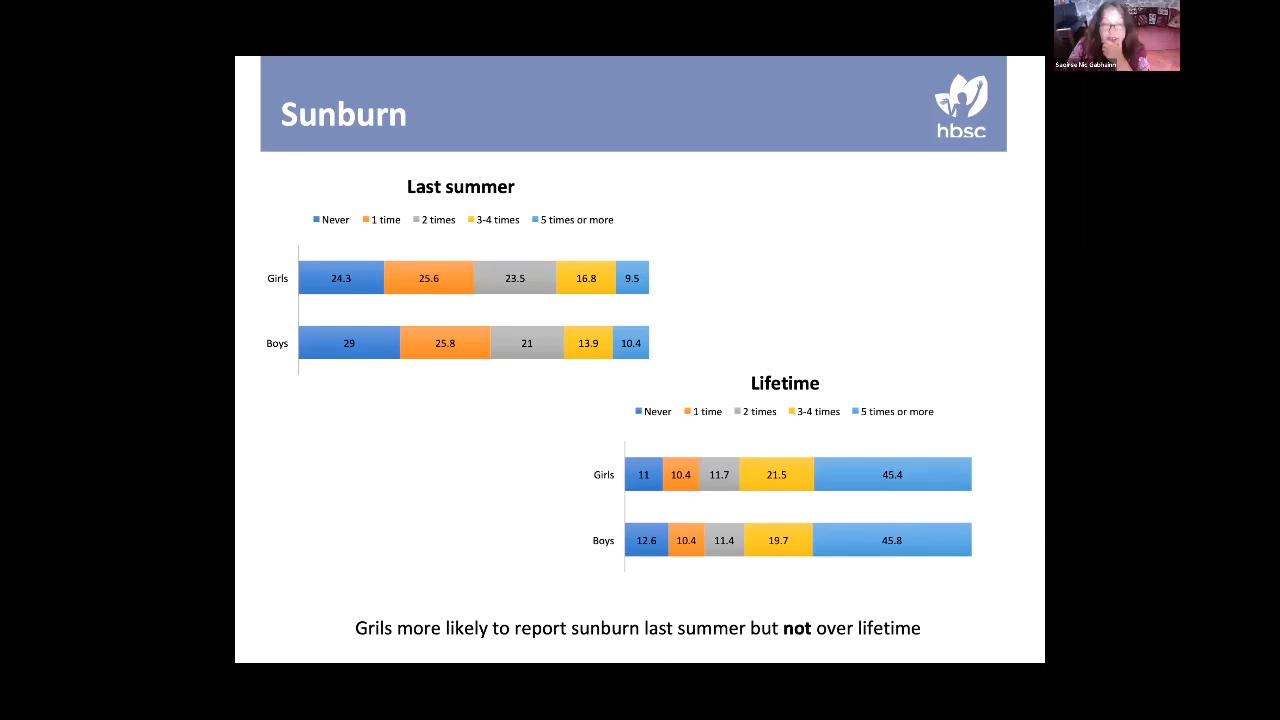 Saoirse Nic Gabhainn
Sunburn
hbsc
Last summer
Never 1 time 2 times 3-4 times 5 times or more
Girls 24.3 25.6 23.5 16.8 9.5
Boys 29 25.8 21 13.9 10.4
Lifetime
Never 1 time 2 times 3-4 times 5 times or more
Girls 11 10.4 11.7 21.5 45.4
Boys 12.6 10.4 11.4 19.7 45.8
Grils more likely to report sunburn last summer but not over lifetime